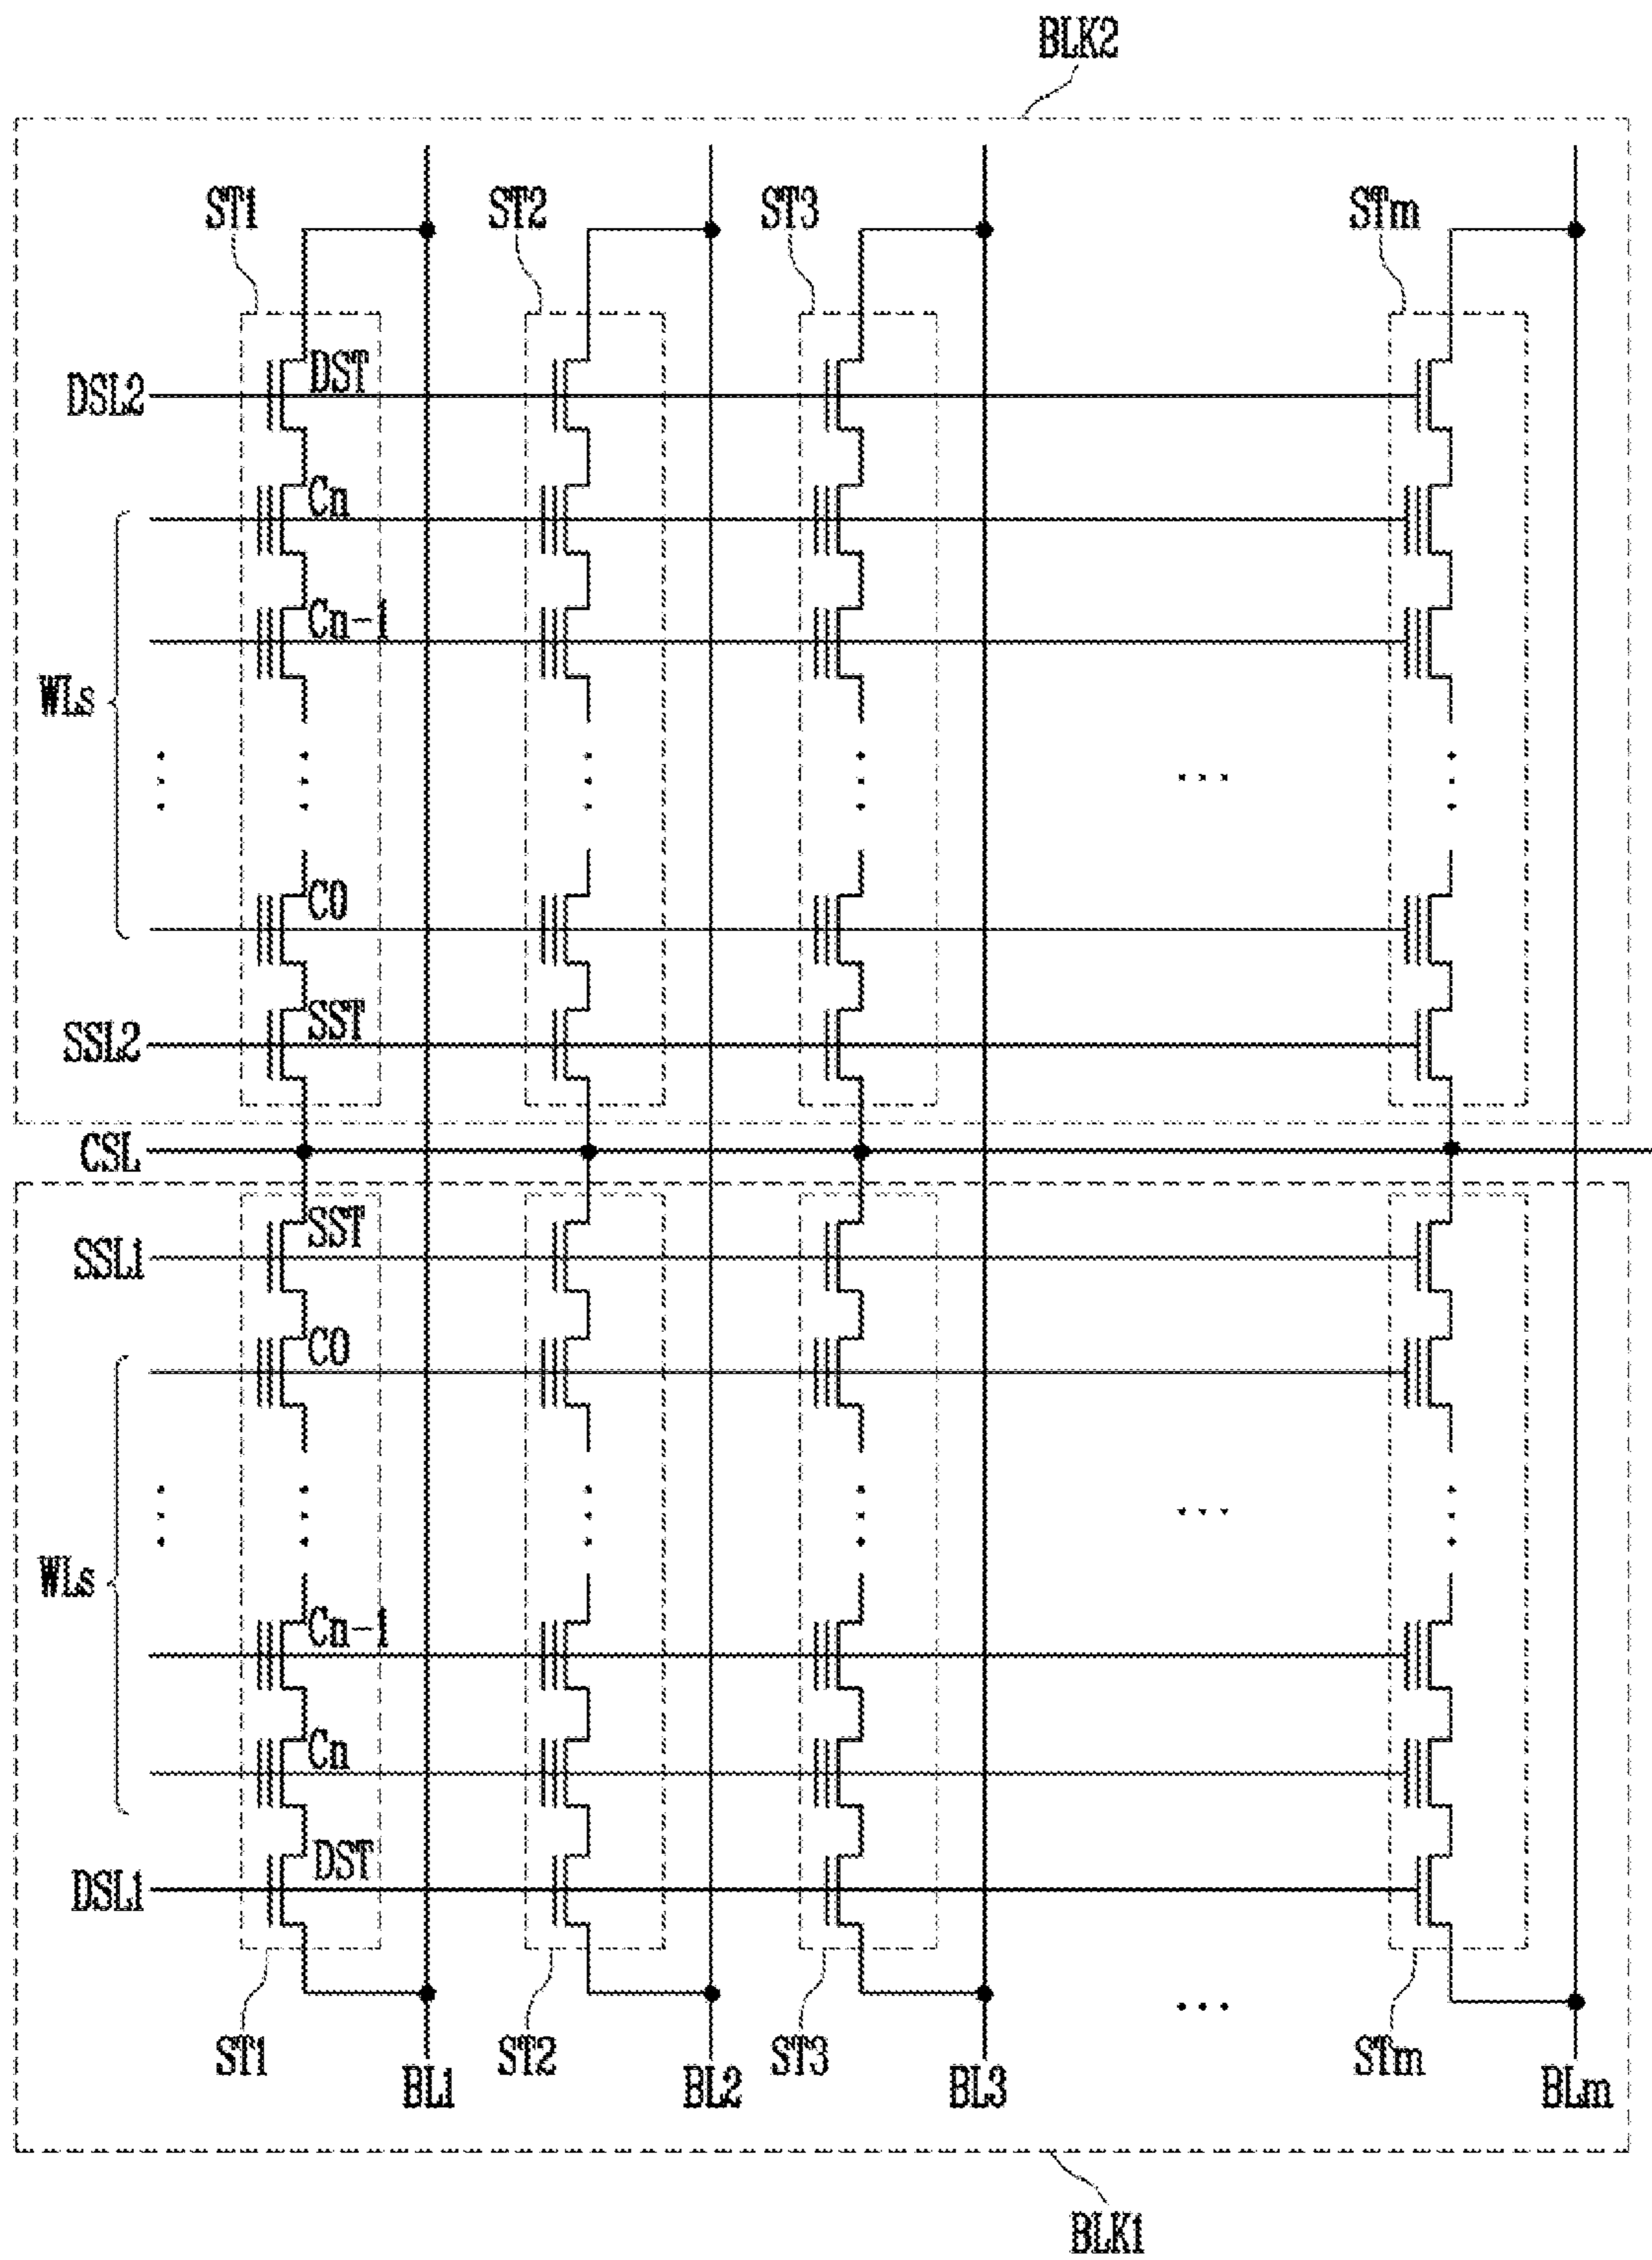 BLK2
ST1 ST2 ST3 STm
DSL2 DST
Cn
Cn-1
WLs
...
C0
SSL2 SST
CSL
SSL1 SST
C0
...
WLs
Cn-1
Cn
DSL1 DST
...
ST1 ST2 ST3 STm
BL1 BL2 BL3 BLm
BLK1